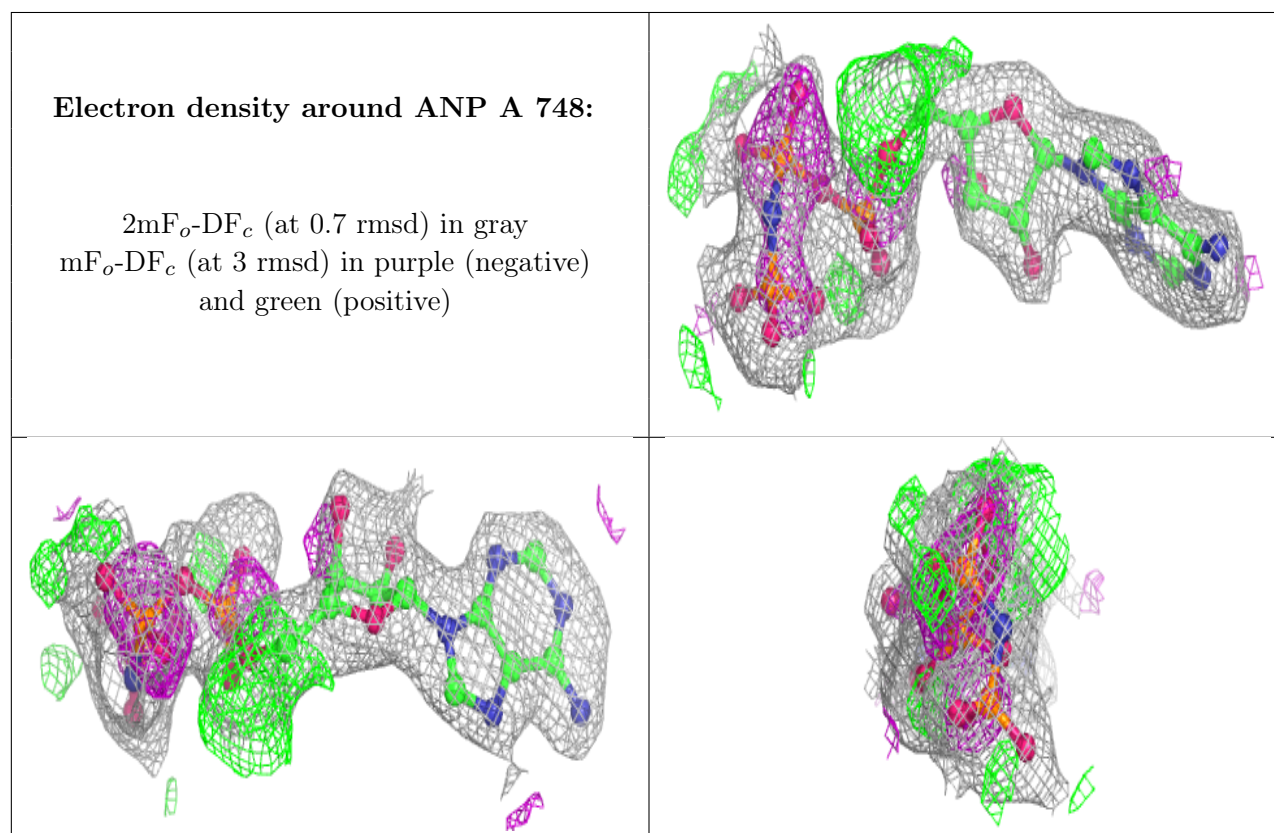 Electron density around ANP A 748:
2mFo-DFc (at 0.7 rmsd) in gray
mFo-DFc (at 3 rmsd) in purple (negative)
and green (positive)